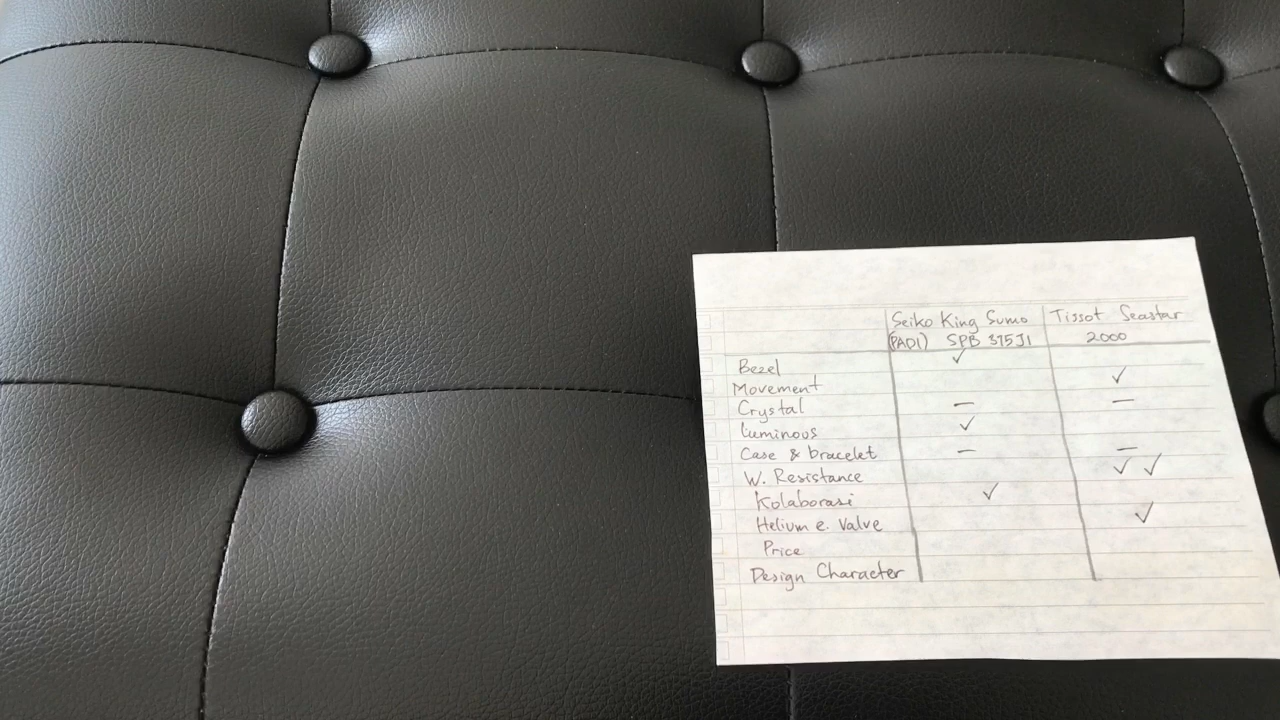 Seiko King Sumo Tissot Seastar
(PADI) SPB 375J1 2000
Bezel ✓
Movement ✓
Crystal — —
Luminous ✓
Case & bracelet — —
W. Resistance ✓ ✓
Kolaborasi ✓
Helium e. Valve ✓
Price
Design Character